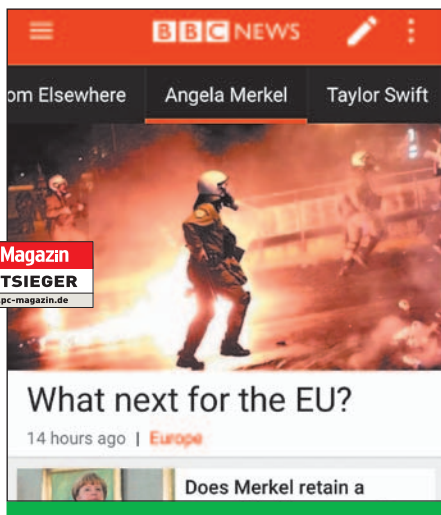 BBC NEWS
om Elsewhere Angela Merkel Taylor Swift
Magazin
TSIEGER
pc-magazin.de
What next for the EU?
14 hours ago | Europe
Does Merkel retain a